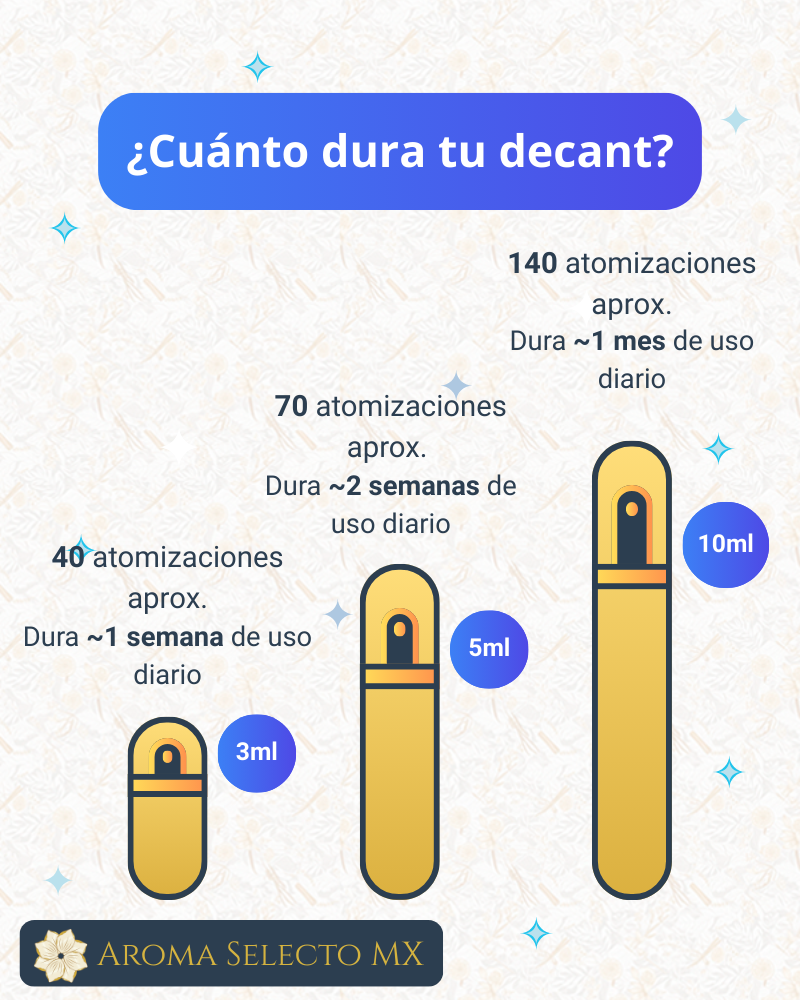 ¿Cuánto dura tu decant?
140 atomizaciones
aprox.
Dura ~1 mes de uso
diario
70 atomizaciones
aprox.
Dura ~2 semanas de
uso diario
40 atomizaciones
aprox.
Dura ~1 semana de uso
diario
10ml
5ml
3ml
Aroma Selecto MX